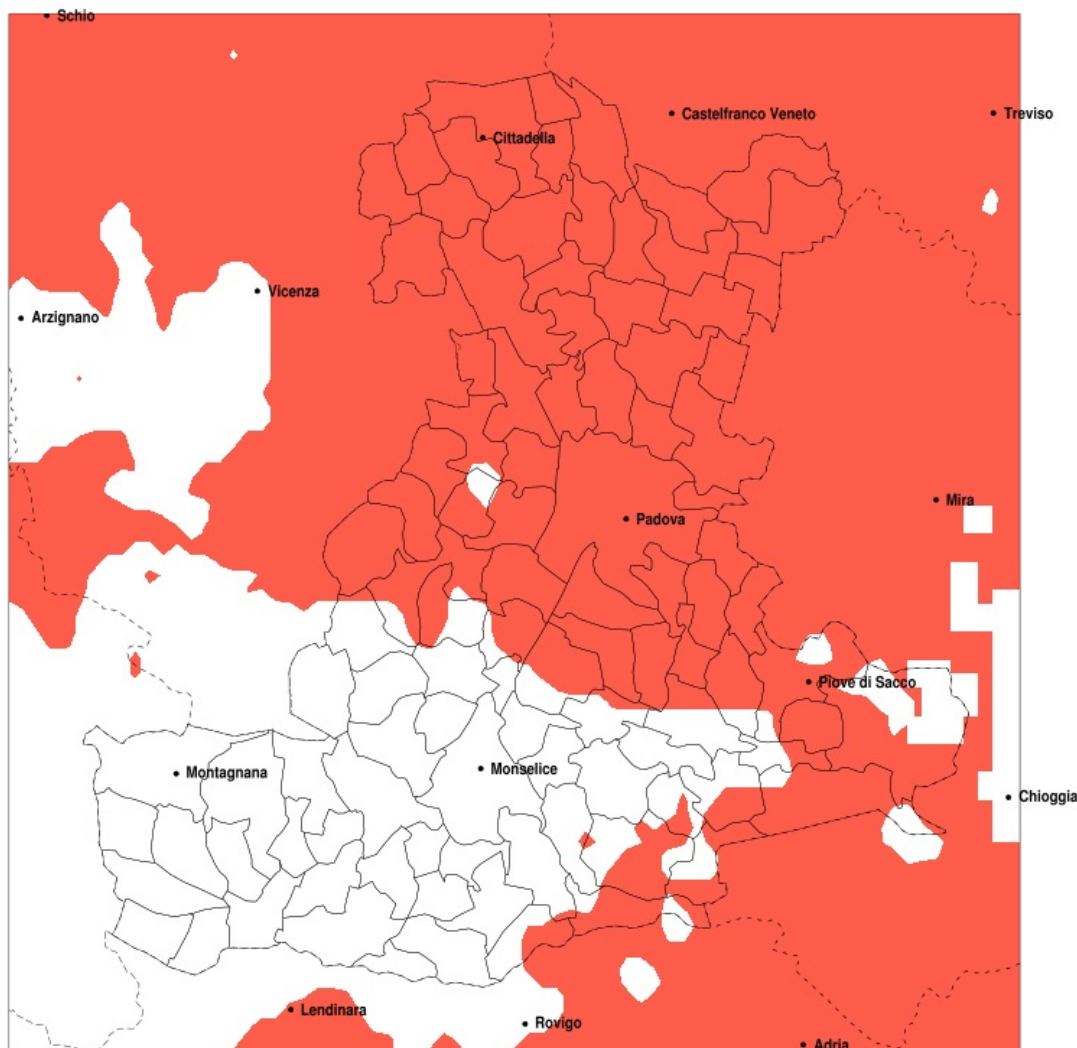 Schio
Castelfranco Veneto
Treviso
Cittadella
Vicenza
Arzignano
Mira
Padova
Piove di Sacco
Monselice
Montagnana
Chioggia
Lendinara
Rovigo
Adria